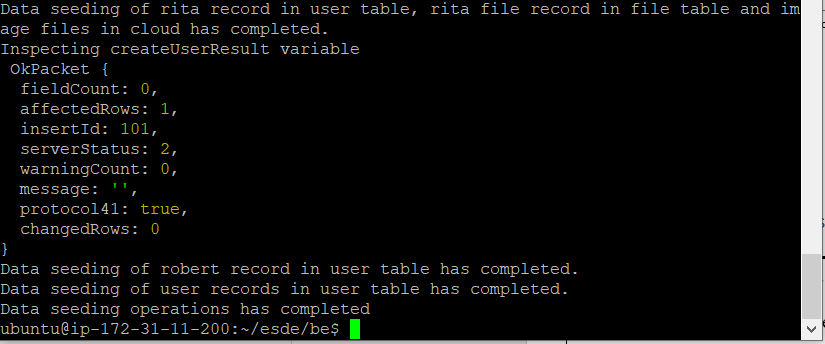 Data seeding of rita record in user table, rita file record in file table and im
age files in cloud has completed.
Inspecting createUserResult variable
 OkPacket {
  fieldCount: 0,
  affectedRows: 1,
  insertId: 101,
  serverStatus: 2,
  warningCount: 0,
  message: '',
  protocol41: true,
  changedRows: 0
}
Data seeding of robert record in user table has completed.
Data seeding of user records in user table has completed.
Data seeding operations has completed
ubuntu@ip-172-31-11-200:~/esde/be$